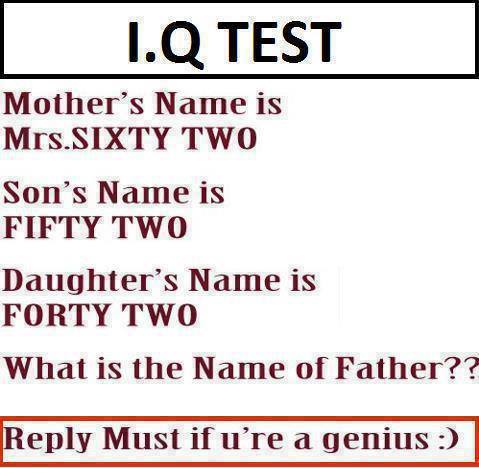 I.Q TEST
Mother's Name is
Mrs.SIXTY TWO
Son's Name is
FIFTY TWO
Daughter's Name is
FORTY TWO
What is the Name of Father??
Reply Must if u're a genius :)